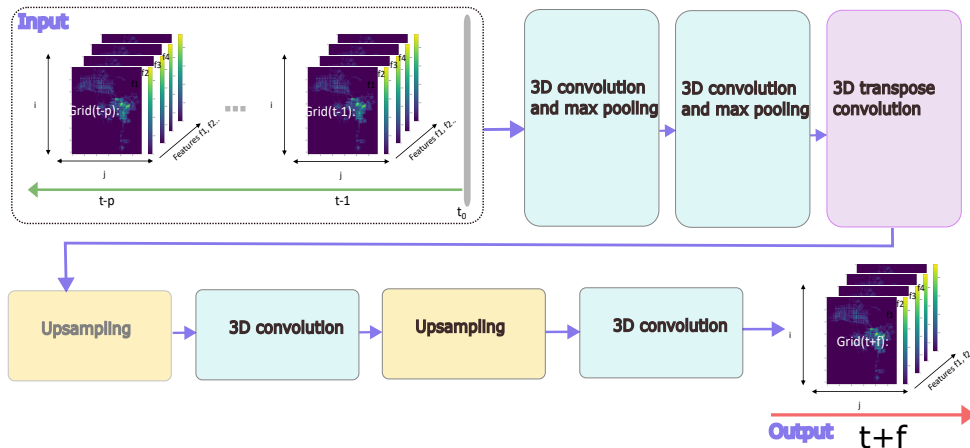 Input
f1
f2
f3
f4
Grid(t-p):
i
j
Features f1, f2..
...
f1
f2
f3
f4
Grid(t-1):
i
j
Features f1, f2..
t-p
t-1
t0
3D convolution
and max pooling
3D convolution
and max pooling
3D transpose
convolution
Upsampling
3D convolution
Upsampling
3D convolution
f1
f2
f3
f4
Grid(t+f):
i
j
Features f1, f2
Output
t+f